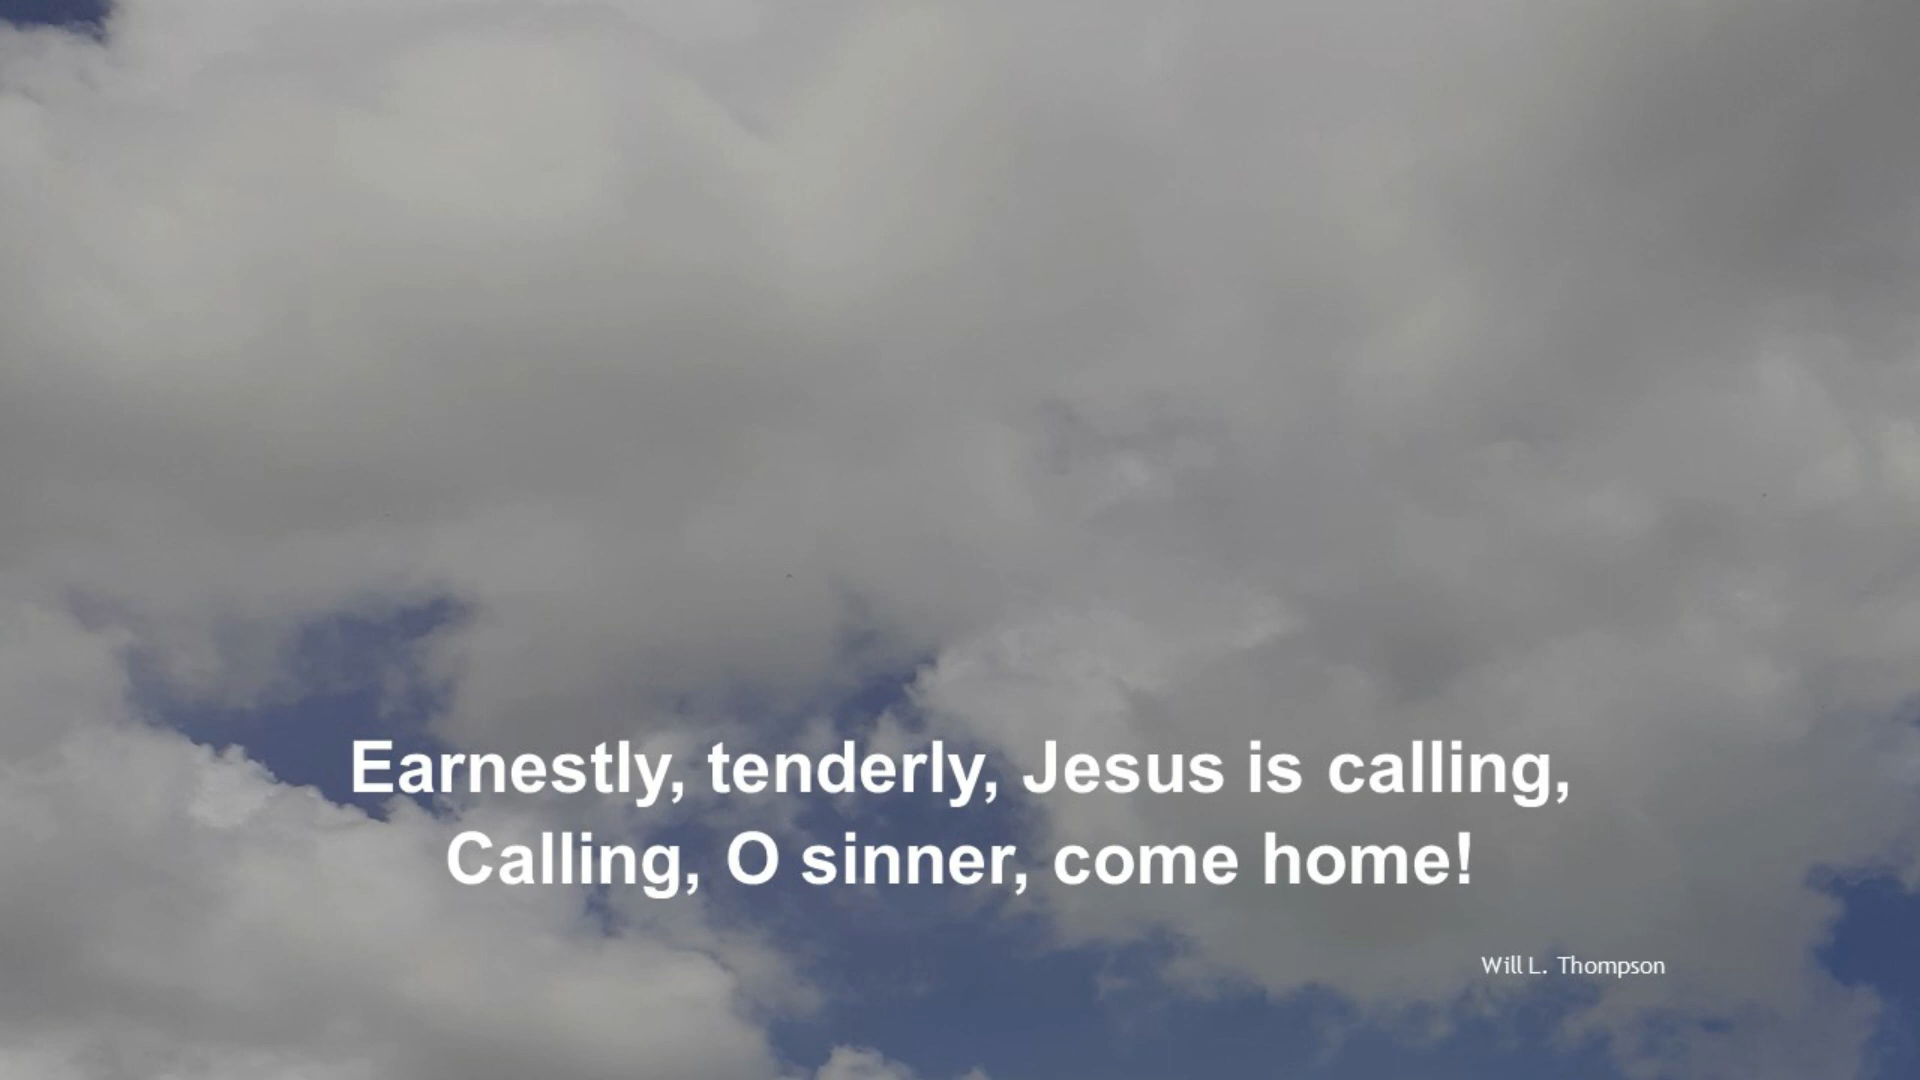 Earnestly, tenderly, Jesus is calling,
Calling, O sinner, come home!
Will L. Thompson